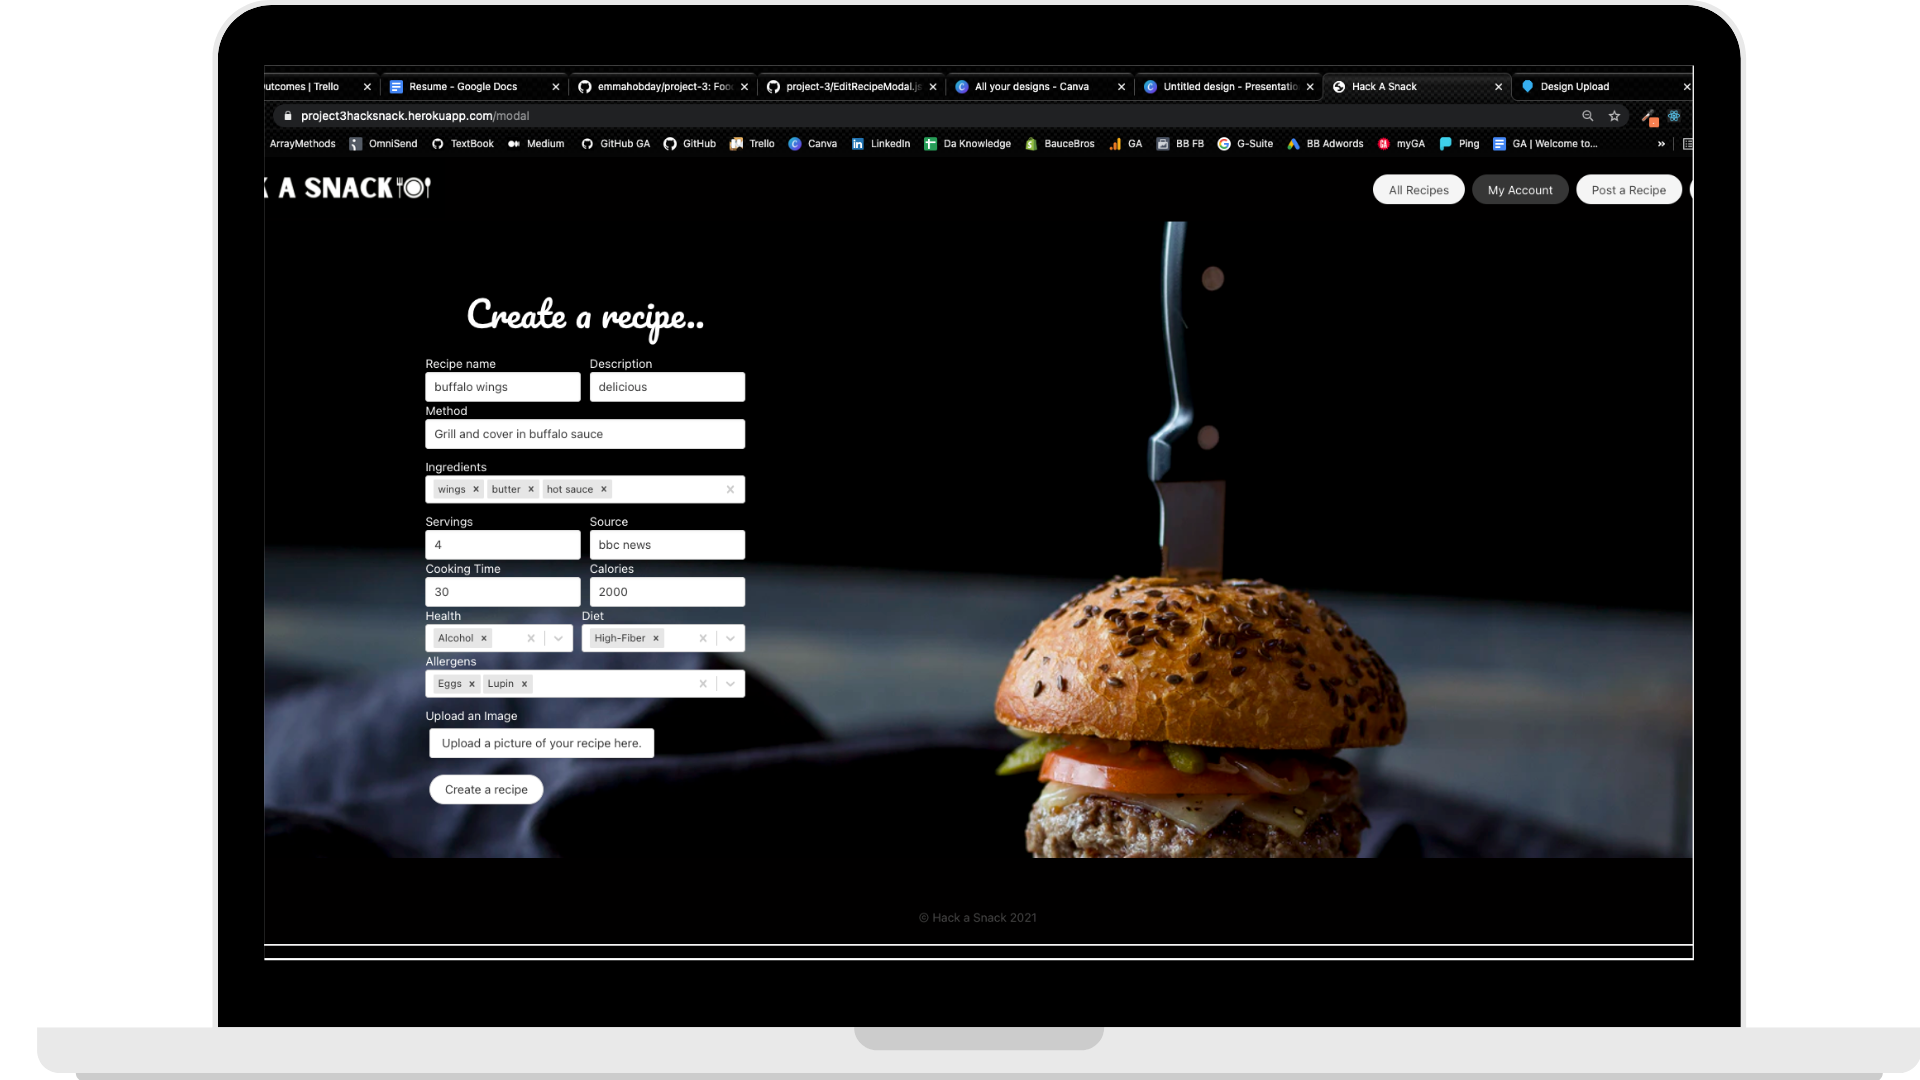 utcomes | Trello
Resume - Google Docs
emmahobday/project-3: Foo
project-3/EditRecipeModal.js
All your designs - Canva
Untitled design - Presentatio
Hack A Snack
Design Upload
project3hacksnack.herokuapp.com/modal
ArrayMethods OmniSend TextBook Medium GitHub GA GitHub Trello Canva LinkedIn Da Knowledge BauceBros GA BB FB G-Suite BB Adwords myGA Ping GA | Welcome to... »
K A SNACK
All Recipes
My Account
Post a Recipe
Create a recipe..
Recipe name Description
buffalo wings delicious
Method
Grill and cover in buffalo sauce
Ingredients
wings butter hot sauce
Servings Source
4 bbc news
Cooking Time Calories
30 2000
Health Diet
Alcohol High-Fiber
Allergens
Eggs Lupin
Upload an Image
Upload a picture of your recipe here.
Create a recipe
© Hack a Snack 2021